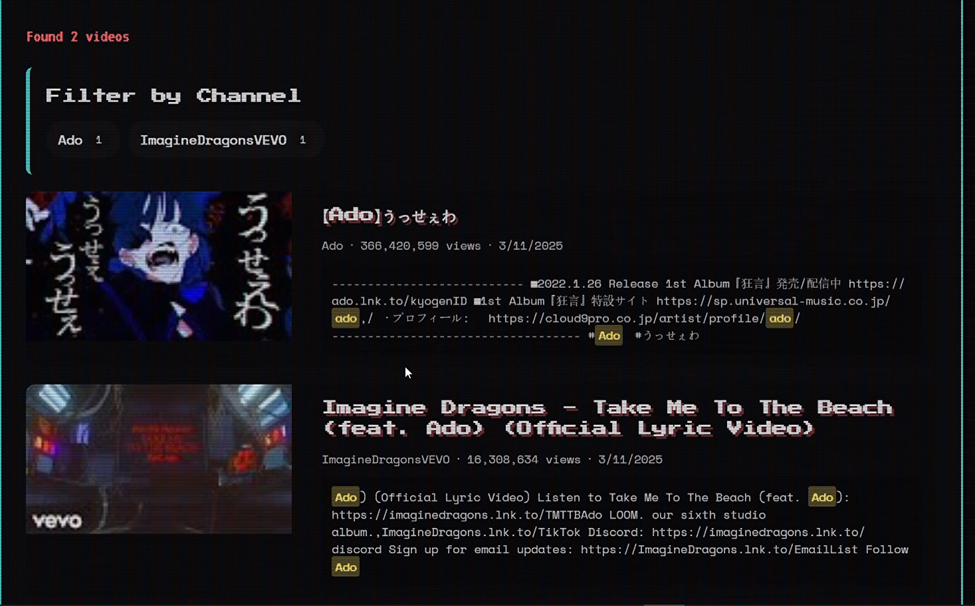 Found 2 videos
Filter by Channel
Ado 1
ImagineDragonsVEVO 1
うっせぇわ
うっせぇ
うっせぇわ
【Ado】うっせぇわ
Ado · 366,420,599 views · 3/11/2025
--------------------------- ■2022.1.26 Release 1st Album『狂言』発売/配信中 https://
ado.lnk.to/kyogenID ■1st Album『狂言』特設サイト https://sp.universal-music.co.jp/
ado,/ ・プロフィール: https://cloud9pro.co.jp/artist/profile/ado/
----------------------------------- #Ado #うっせぇわ
vevo
Imagine Dragons - Take Me To The Beach
(feat. Ado) (Official Lyric Video)
ImagineDragonsVEVO · 16,308,634 views · 3/11/2025
Ado) (Official Lyric Video) Listen to Take Me To The Beach (feat. Ado):
https://imaginedragons.lnk.to/TMTTBAdo LOOM. our sixth studio
album.,ImagineDragons.lnk.to/TikTok Discord: https://imaginedragons.lnk.to/
discord Sign up for email updates: https://ImagineDragons.lnk.to/EmailList Follow
Ado